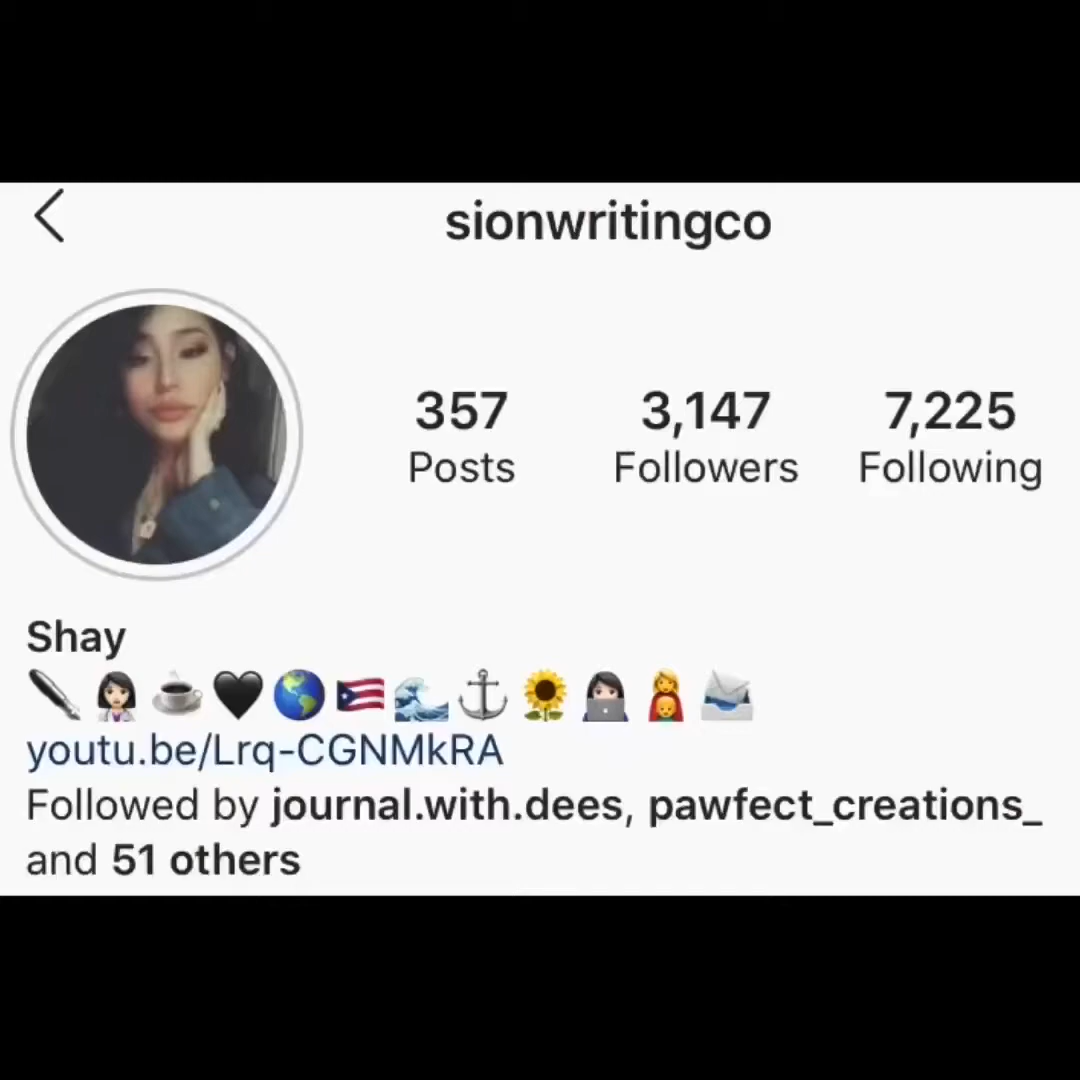 sionwritingco
357 3,147 7,225
Posts Followers Following
Shay
🖋️👩🏻‍⚕️☕🖤🌎🇵🇷🌊⚓🌻👩🏻‍💻🤱📨
youtu.be/Lrq-CGNMkRA
Followed by journal.with.dees, pawfect_creations_
and 51 others